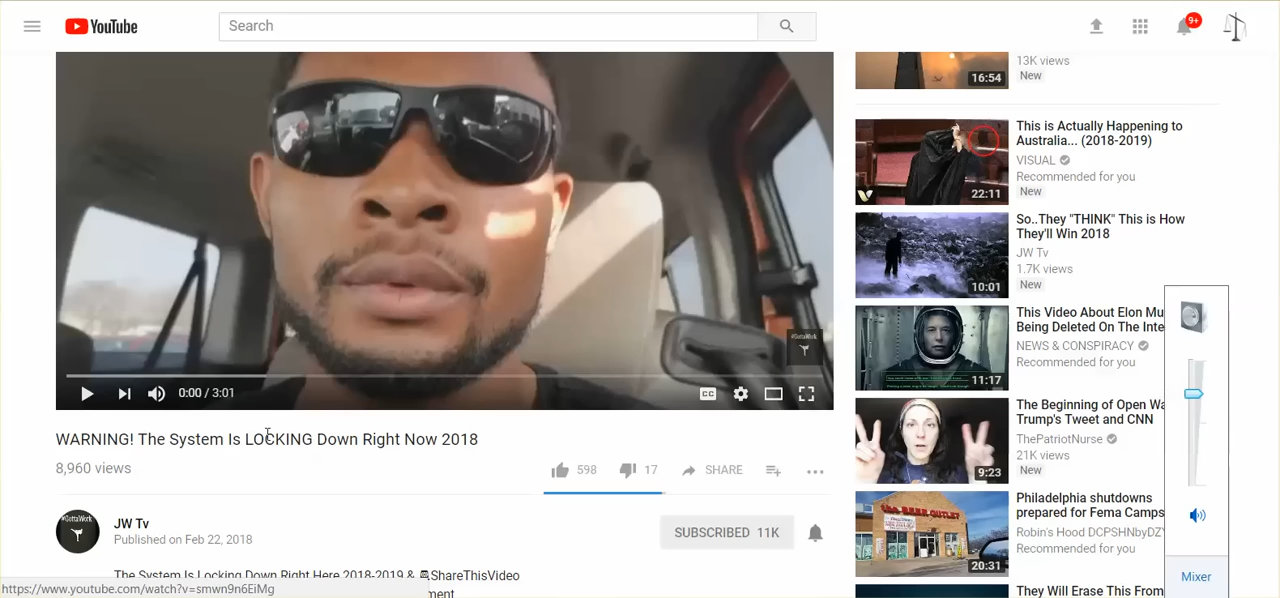 YouTube
Search
9+
#GottaWork
0:00 / 3:01
CC
WARNING! The System Is LOCKING Down Right Now 2018
8,960 views
598
17
SHARE
#GottaWork
JW Tv
Published on Feb 22, 2018
SUBSCRIBED 11K
The System Is Locking Down Right Here 2018-2019 &
ShareThisVideo
https://www.youtube.com/watch?v=smwn9n6EiMg
16:54
13K views
New
22:11
This is Actually Happening to
Australia... (2018-2019)
VISUAL
Recommended for you
New
10:01
So..They "THINK" This is How
They'll Win 2018
JW Tv
1.7K views
New
11:17
This Video About Elon Mu
Being Deleted On The Inte
NEWS & CONSPIRACY
Recommended for you
9:23
The Beginning of Open Wa
Trump's Tweet and CNN
ThePatriotNurse
21K views
New
BEER OUTLET
20:31
Philadelphia shutdowns
prepared for Fema Camps
Robin's Hood DCPSHNbyDZY
Recommended for you
They Will Erase This From
Mixer